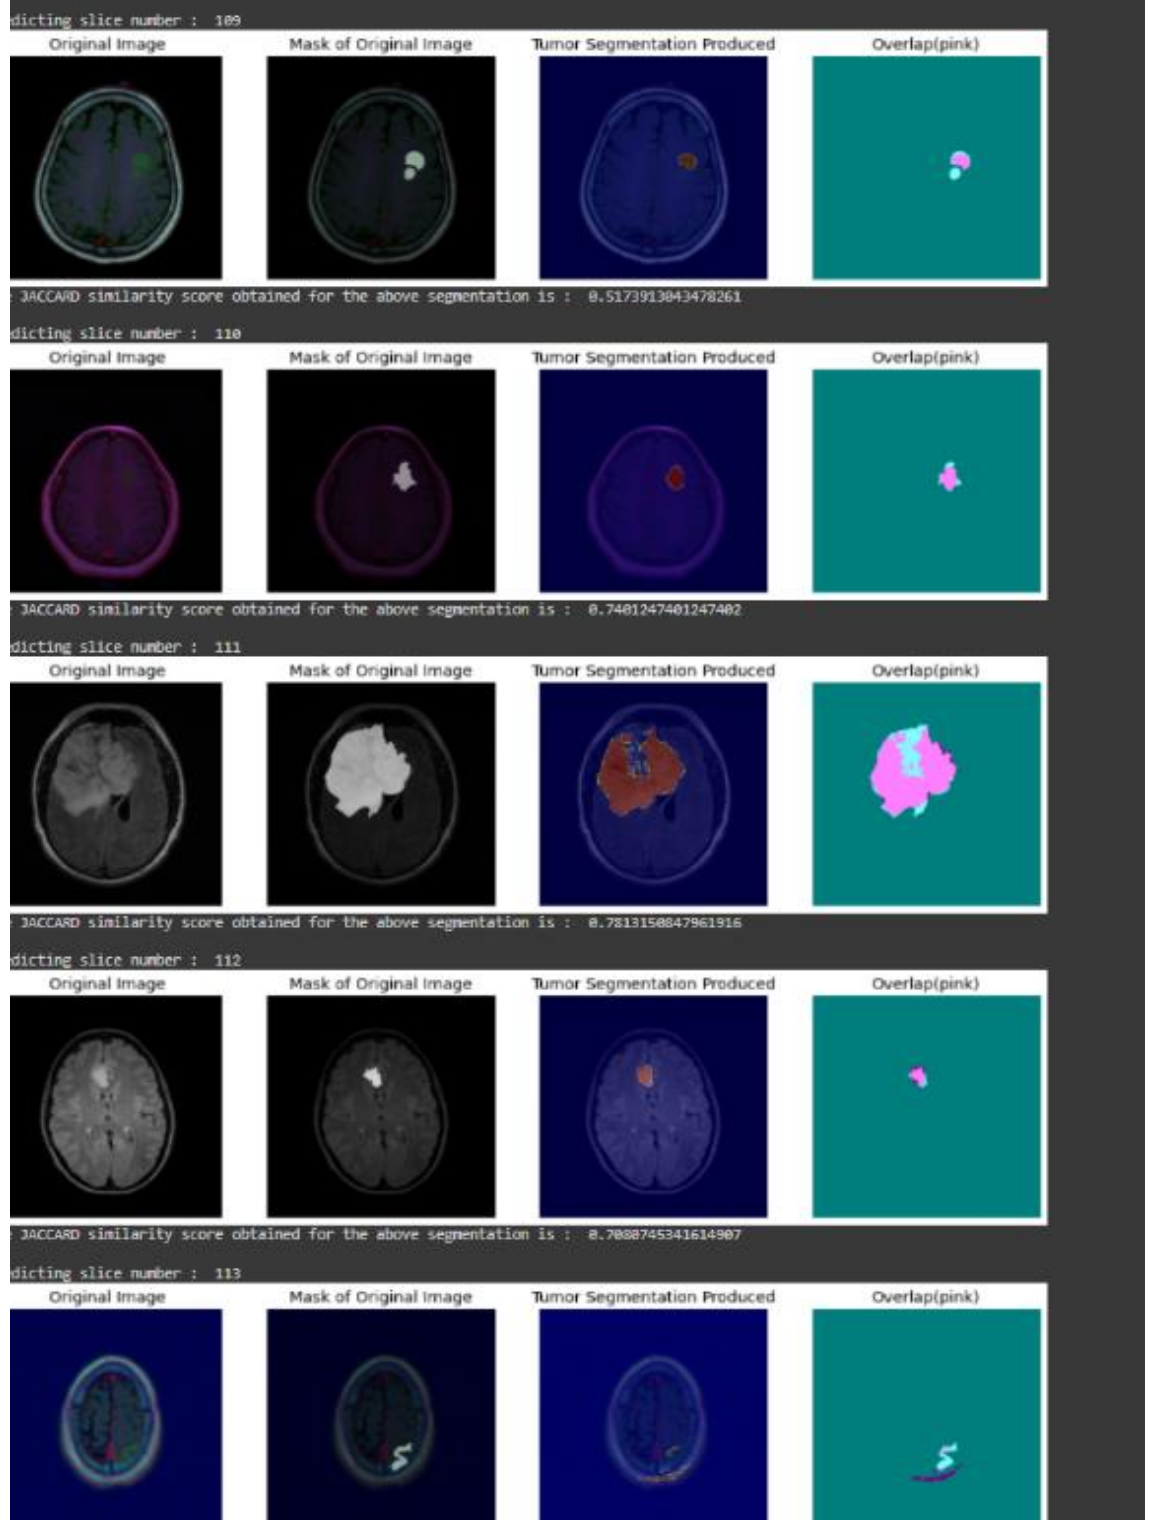 dicting slice number : 109
Original Image Mask of Original Image Tumor Segmentation Produced Overlap(pink)
: JACCARD similarity score obtained for the above segmentation is : 0.5173913043478261
dicting slice number : 110
Original Image Mask of Original Image Tumor Segmentation Produced Overlap(pink)
JACCARD similarity score obtained for the above segmentation is : 0.7401247401247402
dicting slice number : 111
Original Image Mask of Original Image Tumor Segmentation Produced Overlap(pink)
JACCARD similarity score obtained for the above segmentation is : 0.7813150847961916
dicting slice number : 112
Original Image Mask of Original Image Tumor Segmentation Produced Overlap(pink)
JACCARD similarity score obtained for the above segmentation is : 0.7080745341614907
dicting slice number : 113
Original Image Mask of Original Image Tumor Segmentation Produced Overlap(pink)